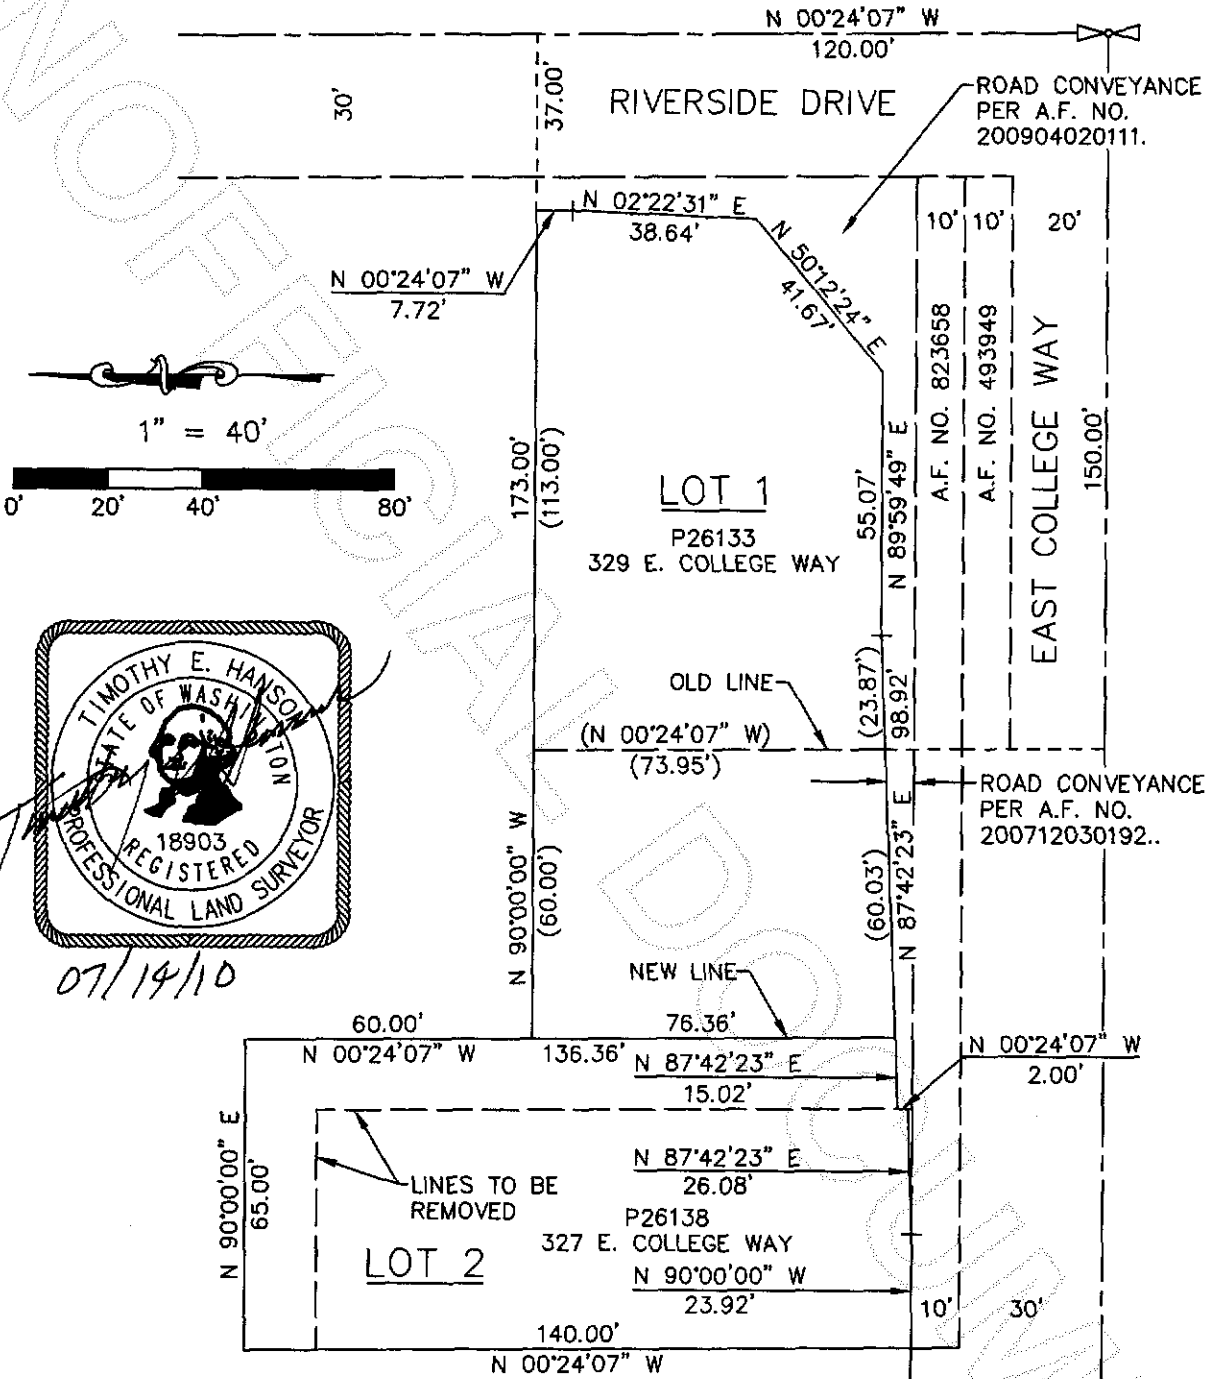 N 00°24'07" W
120.00'
30'
37.00'
RIVERSIDE DRIVE
ROAD CONVEYANCE
PER A.F. NO.
200904020111.
N 02°22'31" E
38.64'
N 50°12'24" E
41.67'
10'
10'
20'
N 00°24'07" W
7.72'
A.F. NO. 823658
A.F. NO. 493949
EAST COLLEGE WAY
150.00'
1" = 40'
0' 20' 40' 80'
173.00'
(113.00')
LOT 1
P26133
329 E. COLLEGE WAY
55.07'
N 89°59'49" E
TIMOTHY E. HANSON
STATE OF WASHINGTON
18903
REGISTERED
PROFESSIONAL LAND SURVEYOR
07/14/10
OLD LINE
(N 00°24'07" W)
(73.95')
(23.87')
98.92'
ROAD CONVEYANCE
PER A.F. NO.
200712030192..
N 90°00'00" W
(60.00')
(60.03')
N 87°42'23" E
NEW LINE
60.00'
76.36'
N 00°24'07" W
136.36'
N 87°42'23" E
15.02'
N 00°24'07" W
2.00'
N 90°00'00" E
65.00'
LINES TO BE
REMOVED
N 87°42'23" E
26.08'
P26138
327 E. COLLEGE WAY
LOT 2
N 90°00'00" W
23.92'
10'
30'
140.00'
N 00°24'07" W
UNOFFICIAL DOCUMENT